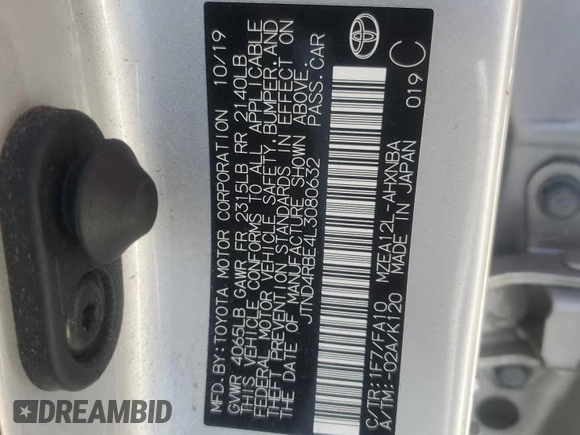 MFD. BY: TOYOTA MOTOR CORPORATION 10/19
GVWR 4065LB GAWR FR 2315LB RR 2140LB
THIS VEHICLE CONFORMS TO ALL APPLICABLE
FEDERAL MOTOR VEHICLE SAFETY, BUMPER, AND
THEFT PREVENTION STANDARDS IN EFFECT ON
THE DATE OF MANUFACTURE SHOWN ABOVE.
JTND4RBE4L3080632 PASS. CAR
C/TR: 1F7/FA10 MZEA12L-AHXNBA
A/TM: -02A/K120 MADE IN JAPAN
019 C
DREAMBID